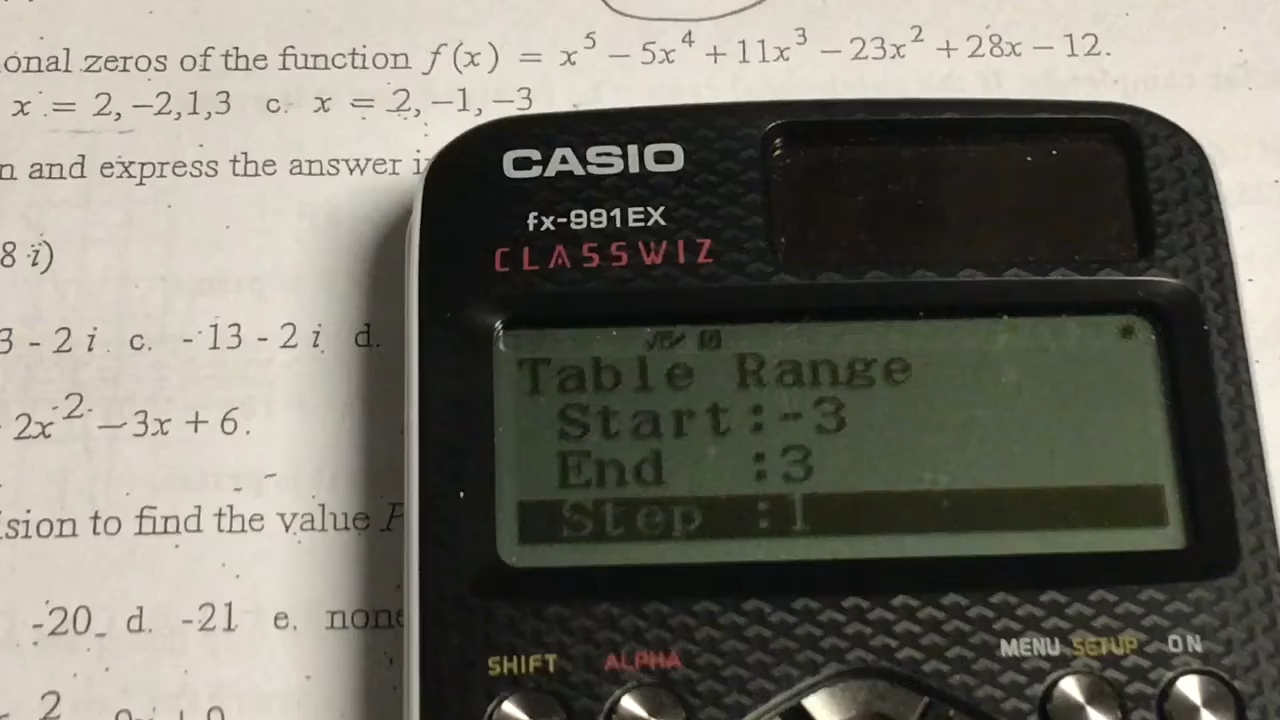 onal zeros of the function f(x) = x⁵ − 5x⁴ + 11x³ − 23x² + 28x − 12.
x = 2, −2,1,3 c. x = 2, −1, −3
n and express the answer i
8 i)
3 - 2 i c. -13 - 2 i d.
2x² − 3x + 6.
sion to find the value P
-20 d. -21 e. none
2
CASIO
fx-991EX
CLASSWIZ
Table Range
Start:-3
End :3
Step :1
SHIFT ALPHA MENU SETUP ON